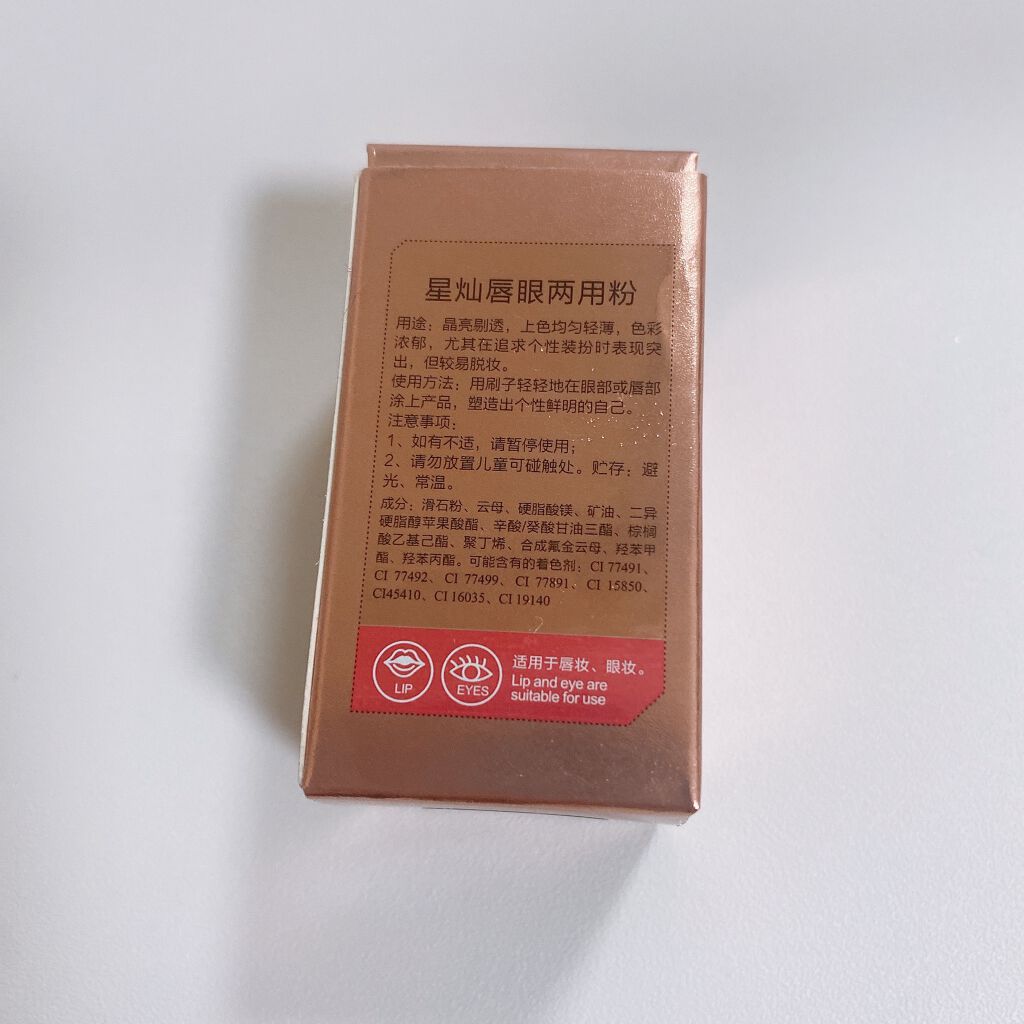 星灿唇眼两用粉
用途：晶亮剔透，上色均匀轻薄，色彩
浓郁，尤其在追求个性装扮时表现突
出，但较易脱妆。
使用方法：用刷子轻轻地在眼部或唇部
涂上产品，塑造出个性鲜明的自己。
注意事项：
1、如有不适，请暂停使用；
2、请勿放置儿童可碰触处。贮存：避
光、常温。
成分：滑石粉、云母、硬脂酸镁、矿油、二异
硬脂醇苹果酸酯、辛酸/癸酸甘油三酯、棕榈
酸乙基己酯、聚丁烯、合成氟金云母、羟苯甲
酯、羟苯丙酯。可能含有的着色剂：CI 77491、
CI 77492、CI 77499、CI 77891、CI 15850、
CI45410、CI 16035、CI 19140
LIP
EYES
适用于唇妆、眼妆。
Lip and eye are
suitable for use